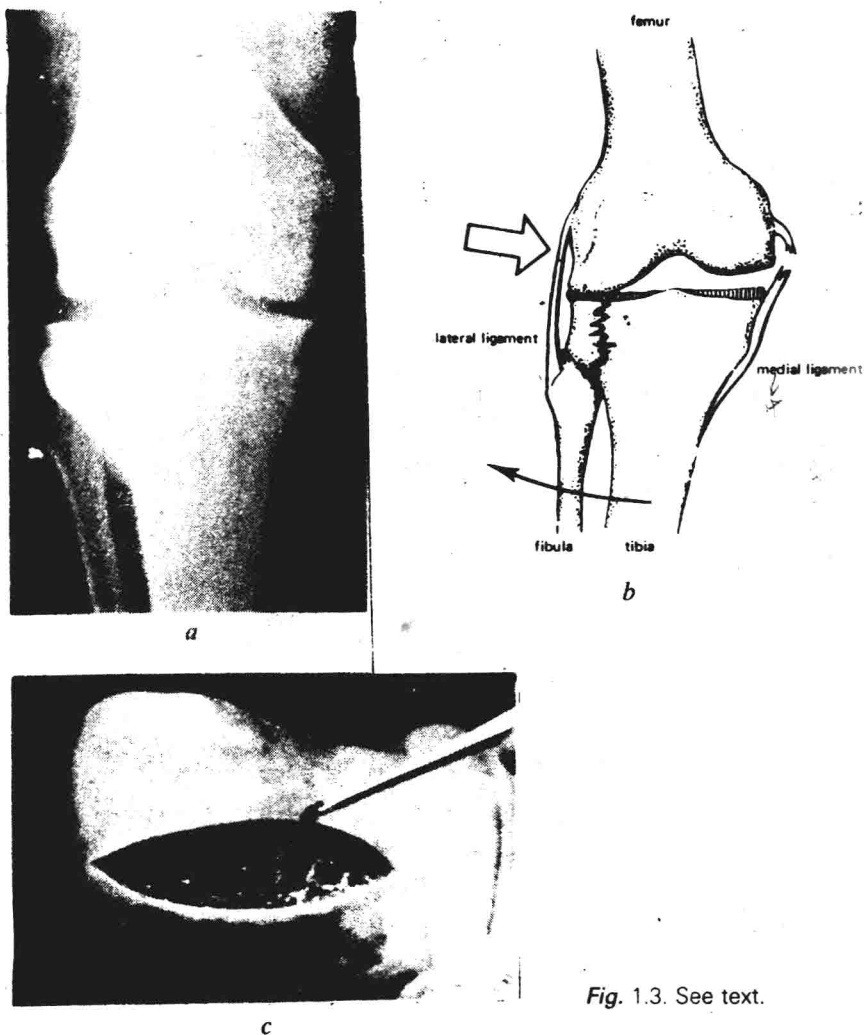 femur
lateral ligament
medial ligament
fibula
tibia
a
b
c
Fig. 1.3. See text.